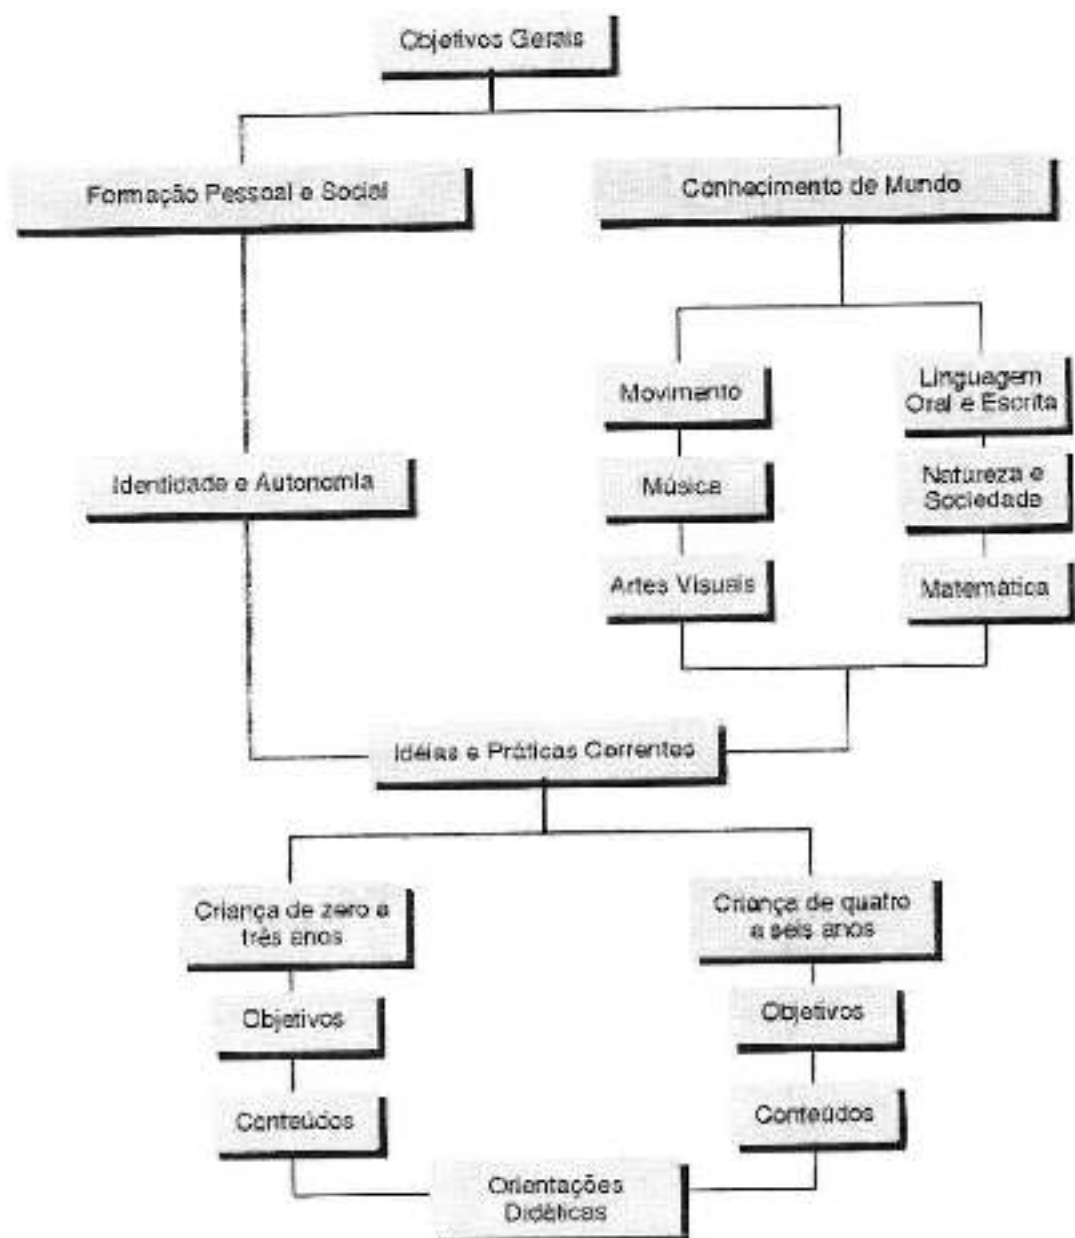 Objetivos Gerais
Formação Pessoal e Social
Conhecimento de Mundo
Movimento
Linguagem
Oral e Escrita
Identidade e Autonomia
Música
Natureza e
Sociedade
Artes Visuais
Matemática
Idéias e Práticas Correntes
Criança de zero a
três anos
Criança de quatro
a seis anos
Objetivos
Objetivos
Conteúdos
Conteúdos
Orientações
Didáticas